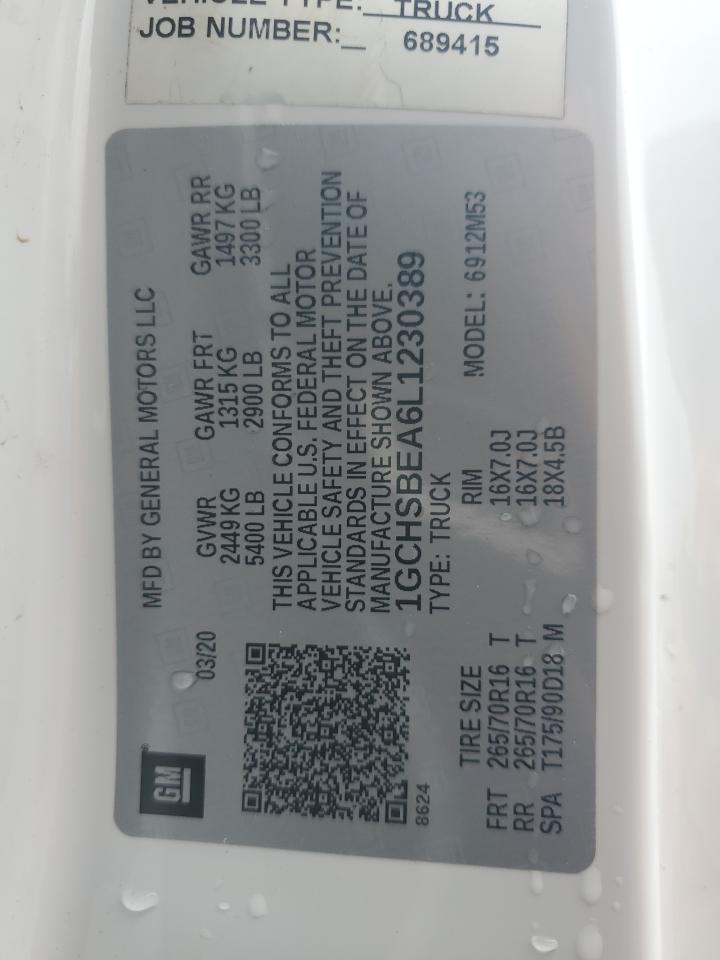 VEHICLE TYPE: TRUCK
JOB NUMBER: 689415
GM
MFD BY GENERAL MOTORS LLC
03/20 GVWR GAWR FRT GAWR RR
2449 KG 1315 KG 1497 KG
5400 LB 2900 LB 3300 LB
THIS VEHICLE CONFORMS TO ALL
APPLICABLE U.S. FEDERAL MOTOR
VEHICLE SAFETY AND THEFT PREVENTION
STANDARDS IN EFFECT ON THE DATE OF
MANUFACTURE SHOWN ABOVE.
1GCHSBEA6L1230389
8624 TYPE: TRUCK
TIRE SIZE RIM MODEL: 6912M53
FRT 265/70R16 T 16X7.0J
RR 265/70R16 T 16X7.0J
SPA T175/90D18 M 18X4.5B